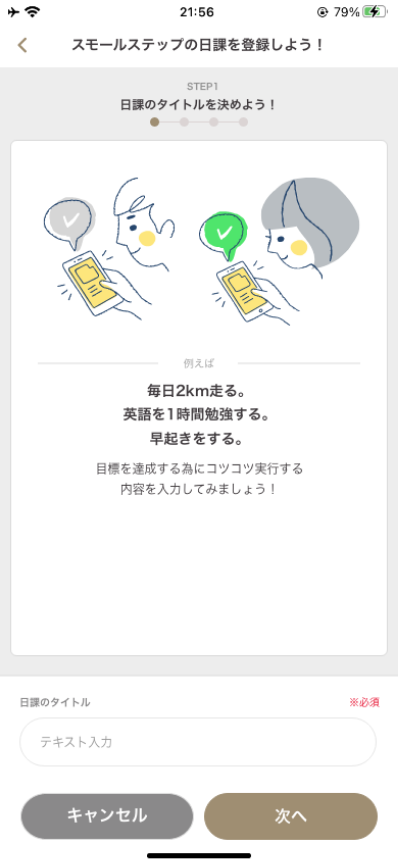 21:56
79%
スモールステップの日課を登録しよう！
STEP1
日課のタイトルを決めよう！
例えば
毎日2km走る。
英語を1時間勉強する。
早起きをする。
目標を達成する為にコツコツ実行する
内容を入力してみましょう！
日課のタイトル ※必須
テキスト入力
キャンセル 次へ